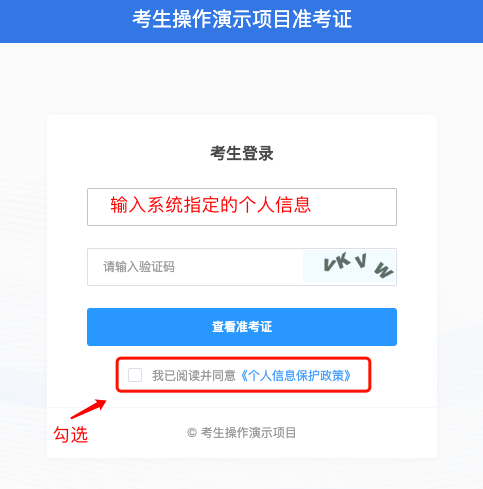 考生操作演示项目准考证
考生登录
输入系统指定的个人信息
请输入验证码
VKVW
查看准考证
我已阅读并同意《个人信息保护政策》
勾选
© 考生操作演示项目